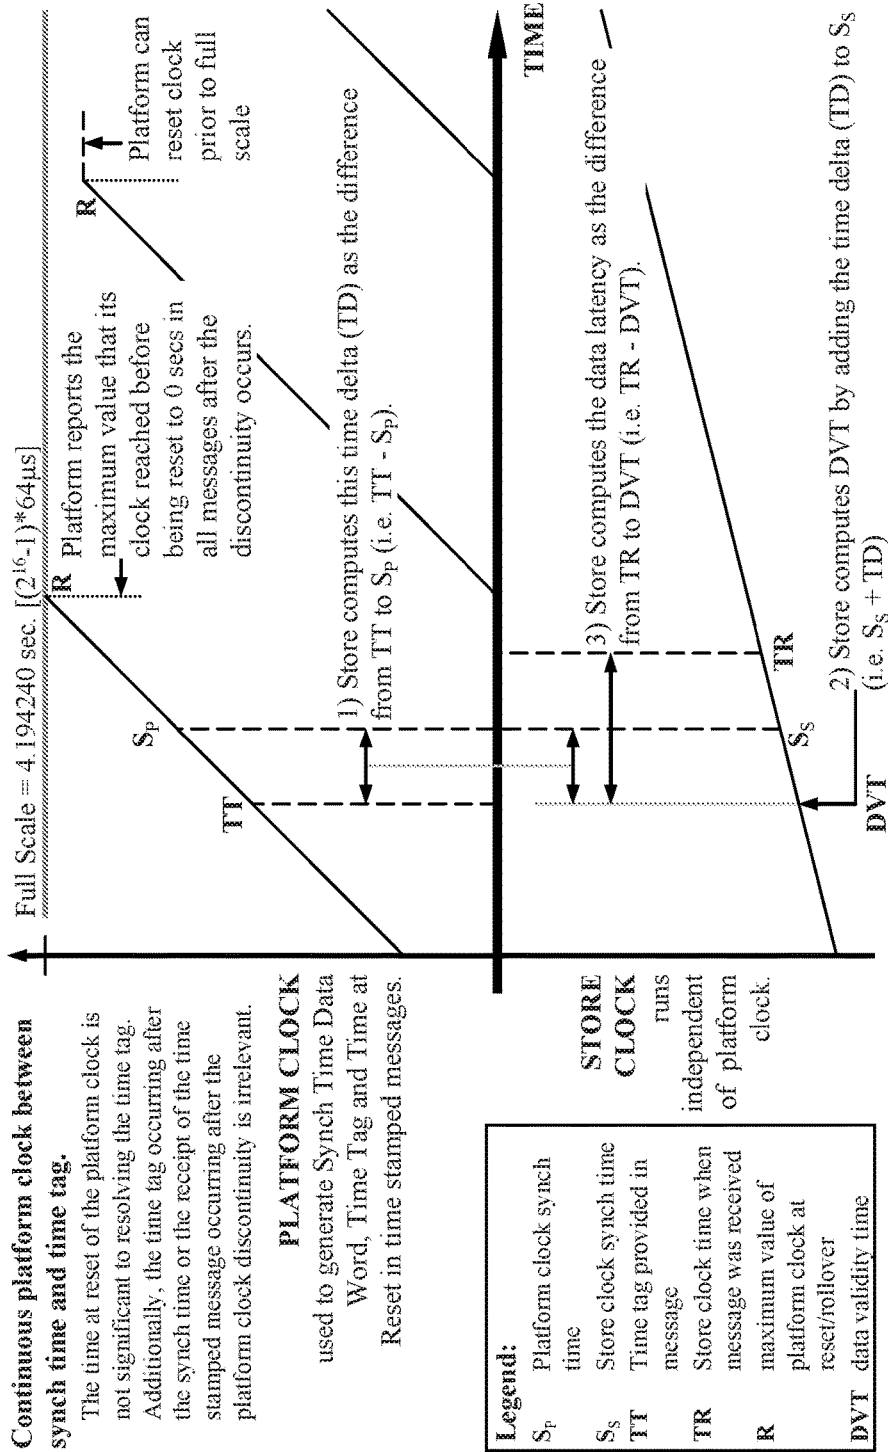 Continuous platform clock between
synch time and time tag.
The time at reset of the platform clock is
not significant to resolving the time tag.
Additionally, the time tag occurring after
the synch time or the receipt of the time
stamped message occurring after the
platform clock discontinuity is irrelevant.
PLATFORM CLOCK
used to generate Synch Time Data
Word, Time Tag and Time at
Reset in time stamped messages.
STORE
CLOCK
runs
independent
of platform
clock.
Legend:
SP Platform clock synch
time
SS Store clock synch time
TT Time tag provided in
message
TR Store clock time when
message was received
R maximum value of
platform clock at
reset/rollover
DVT data validity time
Full Scale = 4.194240 sec. [(2^16-1)*64µs]
R
Platform reports the
maximum value that its
clock reached before
being reset to 0 secs in
all messages after the
discontinuity occurs.
R
Platform can
reset clock
prior to full
scale
SP
TT
1) Store computes this time delta (TD) as the difference
from TT to SP (i.e. TT - SP).
TIME
3) Store computes the data latency as the difference
from TR to DVT (i.e. TR - DVT).
TR
SS
DVT
2) Store computes DVT by adding the time delta (TD) to SS
(i.e. SS + TD)